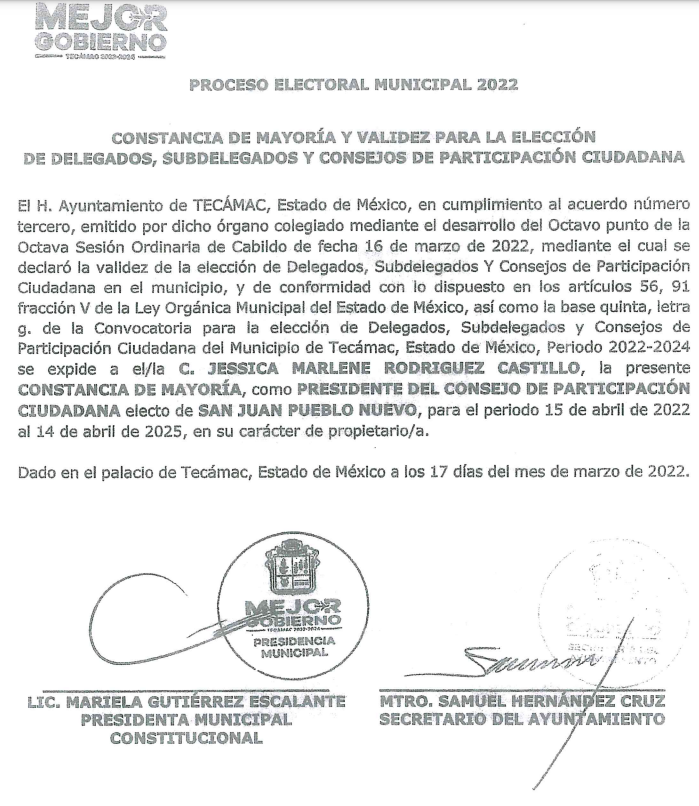 MEJOR
GOBIERNO
TECÁMAC 2022-2024
PROCESO ELECTORAL MUNICIPAL 2022
CONSTANCIA DE MAYORÍA Y VALIDEZ PARA LA ELECCIÓN
DE DELEGADOS, SUBDELEGADOS Y CONSEJOS DE PARTICIPACIÓN CIUDADANA
El H. Ayuntamiento de TECÁMAC, Estado de México, en cumplimiento al acuerdo número
tercero, emitido por dicho órgano colegiado mediante el desarrollo del Octavo punto de la
Octava Sesión Ordinaria de Cabildo de fecha 16 de marzo de 2022, mediante el cual se
declaró la validez de la elección de Delegados, Subdelegados Y Consejos de Participación
Ciudadana en el municipio, y de conformidad con lo dispuesto en los artículos 56, 91
fracción V de la Ley Orgánica Municipal del Estado de México, así como la base quinta, letra
g. de la Convocatoria para la elección de Delegados, Subdelegados y Consejos de
Participación Ciudadana del Municipio de Tecámac, Estado de México, Periodo 2022-2024
se expide a el/la C. JESSICA MARLENE RODRIGUEZ CASTILLO, la presente
CONSTANCIA DE MAYORÍA, como PRESIDENTE DEL CONSEJO DE PARTICIPACIÓN
CIUDADANA electo de SAN JUAN PUEBLO NUEVO, para el periodo 15 de abril de 2022
al 14 de abril de 2025, en su carácter de propietario/a.
Dado en el palacio de Tecámac, Estado de México a los 17 días del mes de marzo de 2022.
MEJOR
GOBIERNO
TECÁMAC 2022-2024
PRESIDENCIA
MUNICIPAL
LIC. MARIELA GUTIÉRREZ ESCALANTE
PRESIDENTA MUNICIPAL
CONSTITUCIONAL
MTRO. SAMUEL HERNÁNDEZ CRUZ
SECRETARIO DEL AYUNTAMIENTO